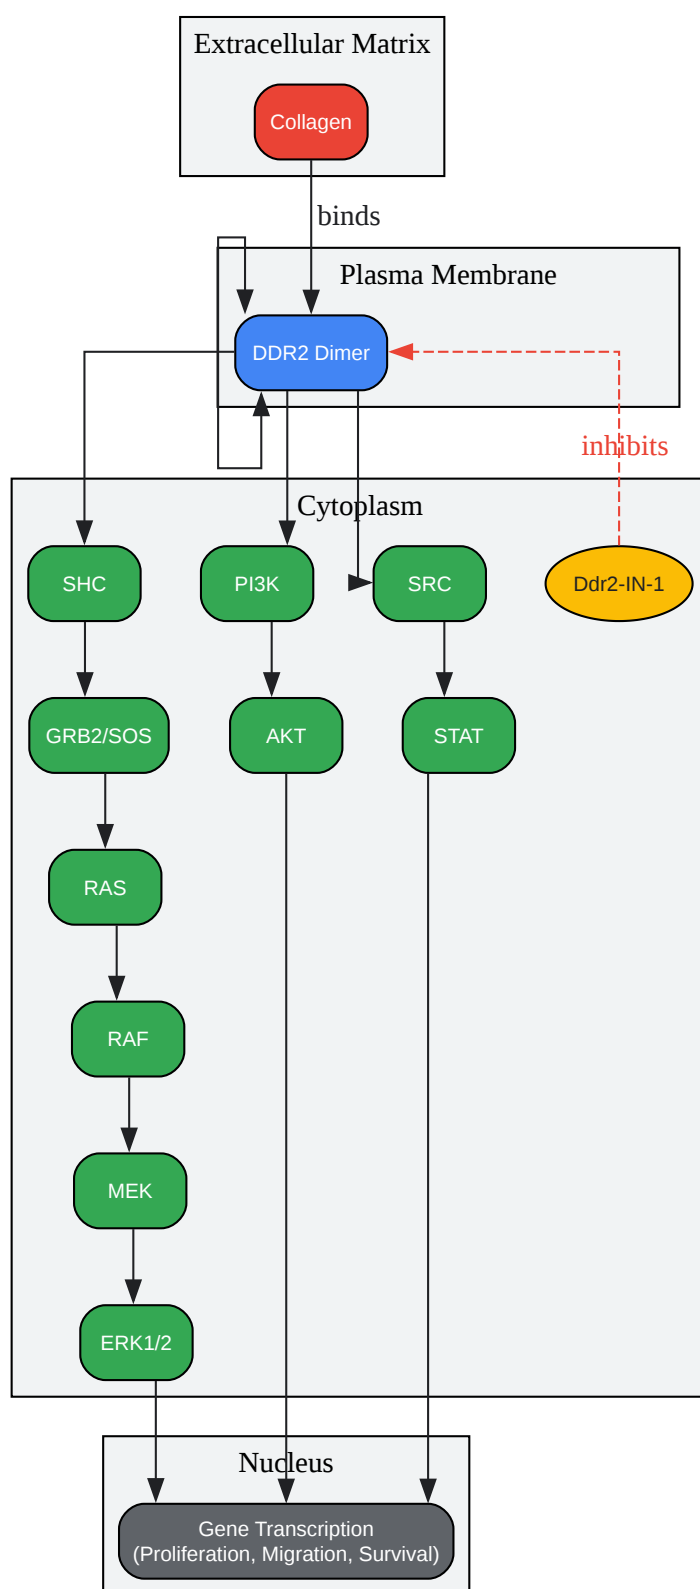 Extracellular Matrix
Collagen
binds
Plasma Membrane
DDR2 Dimer
inhibits
Cytoplasm
SHC
PI3K
SRC
Ddr2-IN-1
GRB2/SOS
AKT
STAT
RAS
RAF
MEK
ERK1/2
Nucleus
Gene Transcription
(Proliferation, Migration, Survival)